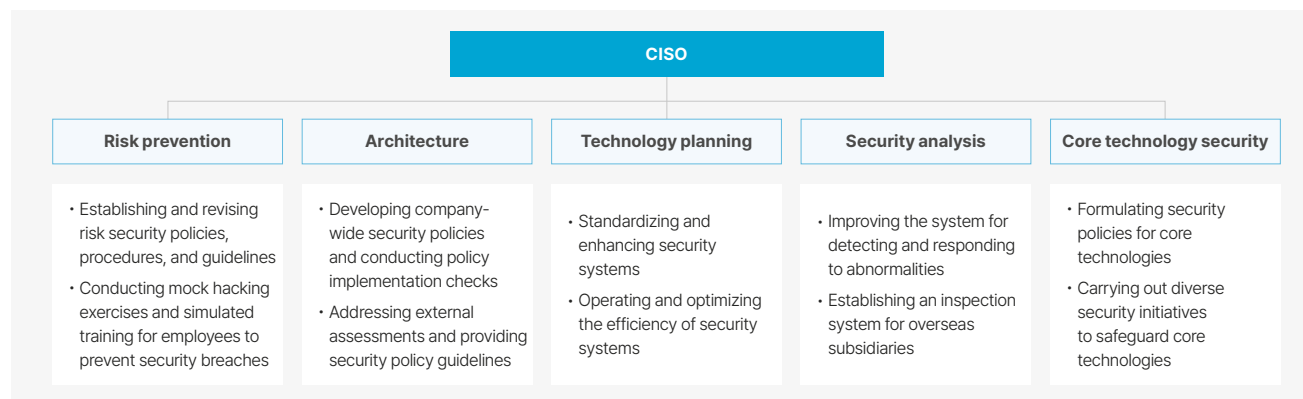 CISO
Risk prevention
Architecture
Technology planning
Security analysis
Core technology security
• Establishing and revising
risk security policies,
procedures, and guidelines
• Conducting mock hacking
exercises and simulated
training for employees to
prevent security breaches
• Developing company-
wide security policies
and conducting policy
implementation checks
• Addressing external
assessments and providing
security policy guidelines
• Standardizing and
enhancing security
systems
• Operating and optimizing
the efficiency of security
systems
• Improving the system for
detecting and responding
to abnormalities
• Establishing an inspection
system for overseas
subsidiaries
• Formulating security
policies for core
technologies
• Carrying out diverse
security initiatives
to safeguard core
technologies